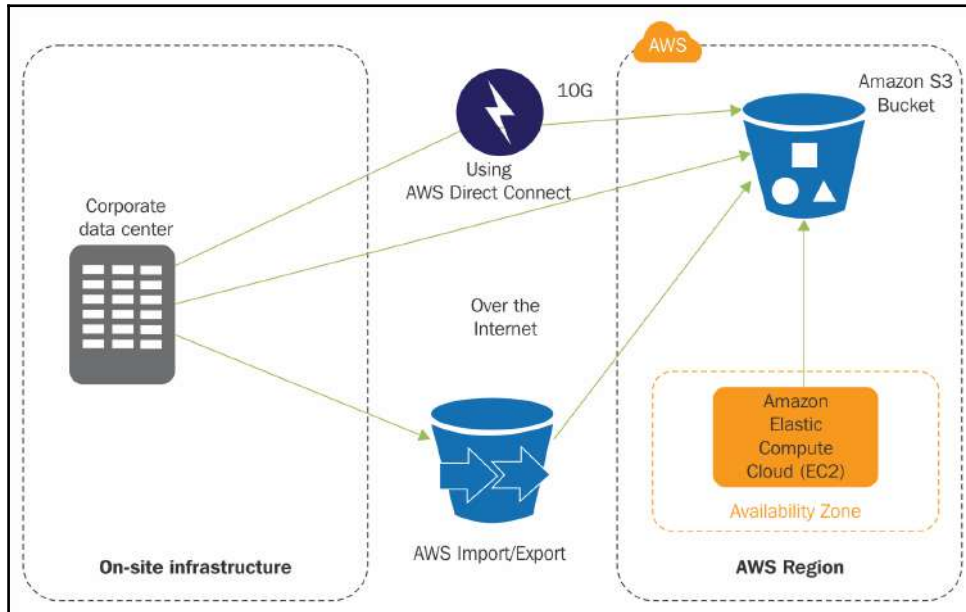 AWS
Amazon S3
Bucket
10G
Using
AWS Direct Connect
Corporate
data center
Over the
Internet
Amazon
Elastic
Compute
Cloud (EC2)
Availability Zone
AWS Import/Export
On-site infrastructure
AWS Region